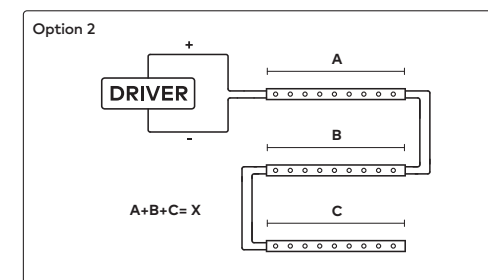 Option 2
+
A
DRIVER
-
B
A+B+C= X
C